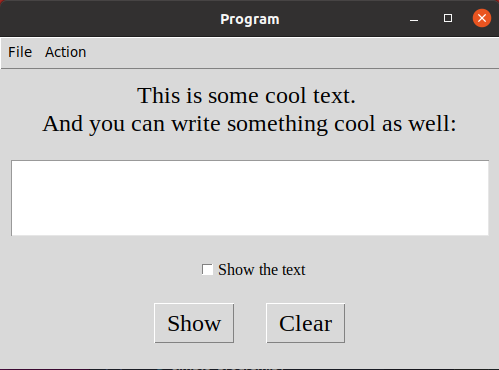 Program
File Action
This is some cool text.
And you can write something cool as well:
Show the text
Show Clear